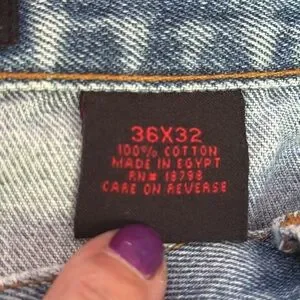 36X32
100% COTTON
MADE IN EGYPT
RN# 18798
CARE ON REVERSE